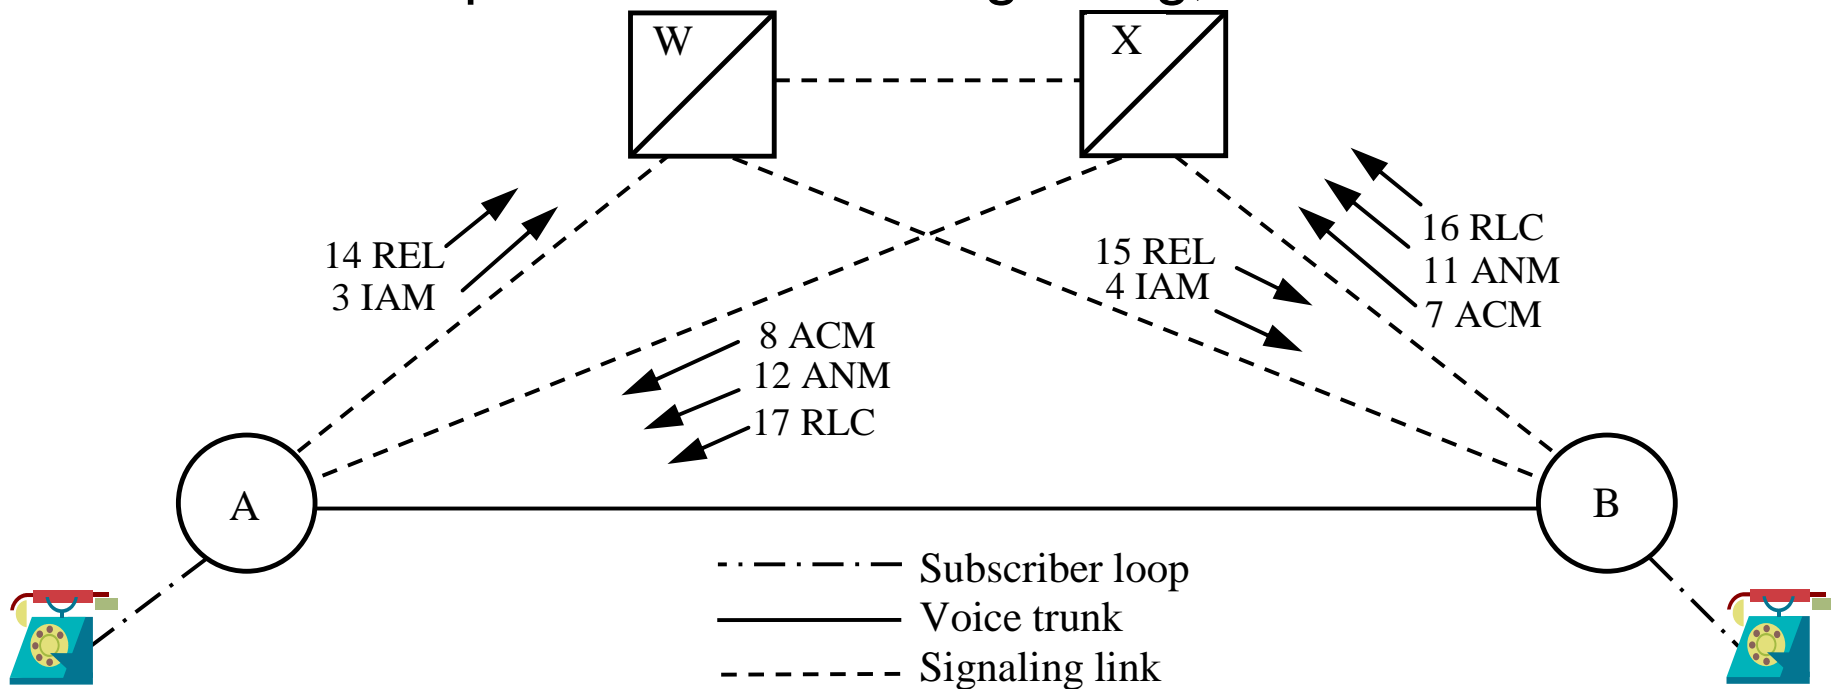 W
X
14 REL
3 IAM
15 REL
4 IAM
16 RLC
11 ANM
7 ACM
8 ACM
12 ANM
17 RLC
A
B
Subscriber loop
Voice trunk
Signaling link